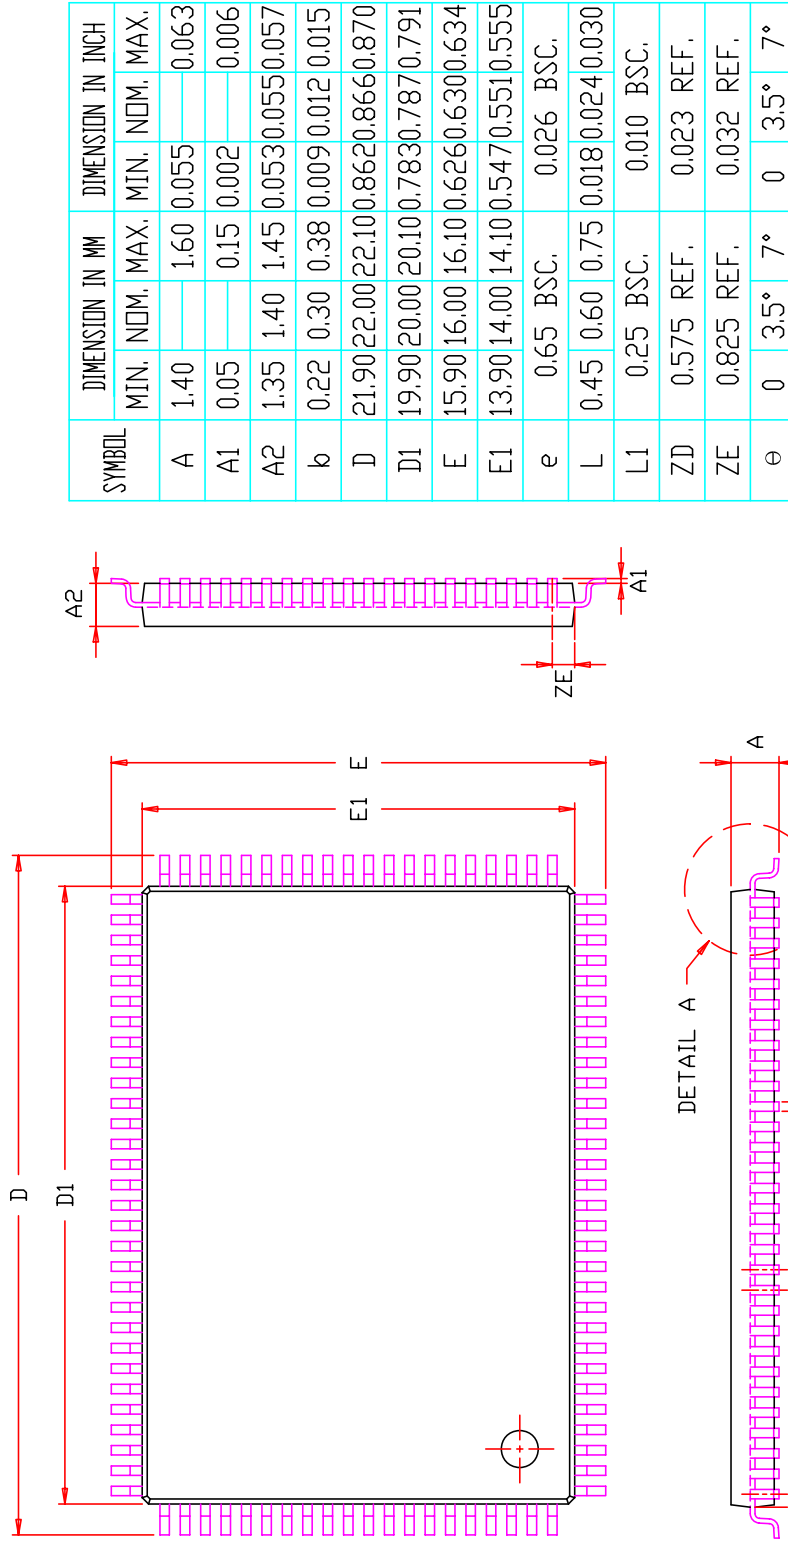 SYMBOL DIMENSION IN MM DIMENSION IN INCH
MIN. NOM. MAX. MIN. NOM. MAX.
A 1.40 1.60 0.055 0.063
A1 0.05 0.15 0.002 0.006
A2 1.35 1.40 1.45 0.053 0.055 0.057
b 0.22 0.30 0.38 0.009 0.012 0.015
D 21.90 22.00 22.10 0.862 0.866 0.870
D1 19.90 20.00 20.10 0.783 0.787 0.791
E 15.90 16.00 16.10 0.626 0.630 0.634
E1 13.90 14.00 14.10 0.547 0.551 0.555
e 0.65 BSC. 0.026 BSC.
L 0.45 0.60 0.75 0.018 0.024 0.030
L1 0.25 BSC. 0.010 BSC.
ZD 0.575 REF. 0.023 REF.
ZE 0.825 REF. 0.032 REF.
θ 0 3.5° 7° 0 3.5° 7°
A2
ZE
A1
D
D1
E1
E
DETAIL A
A